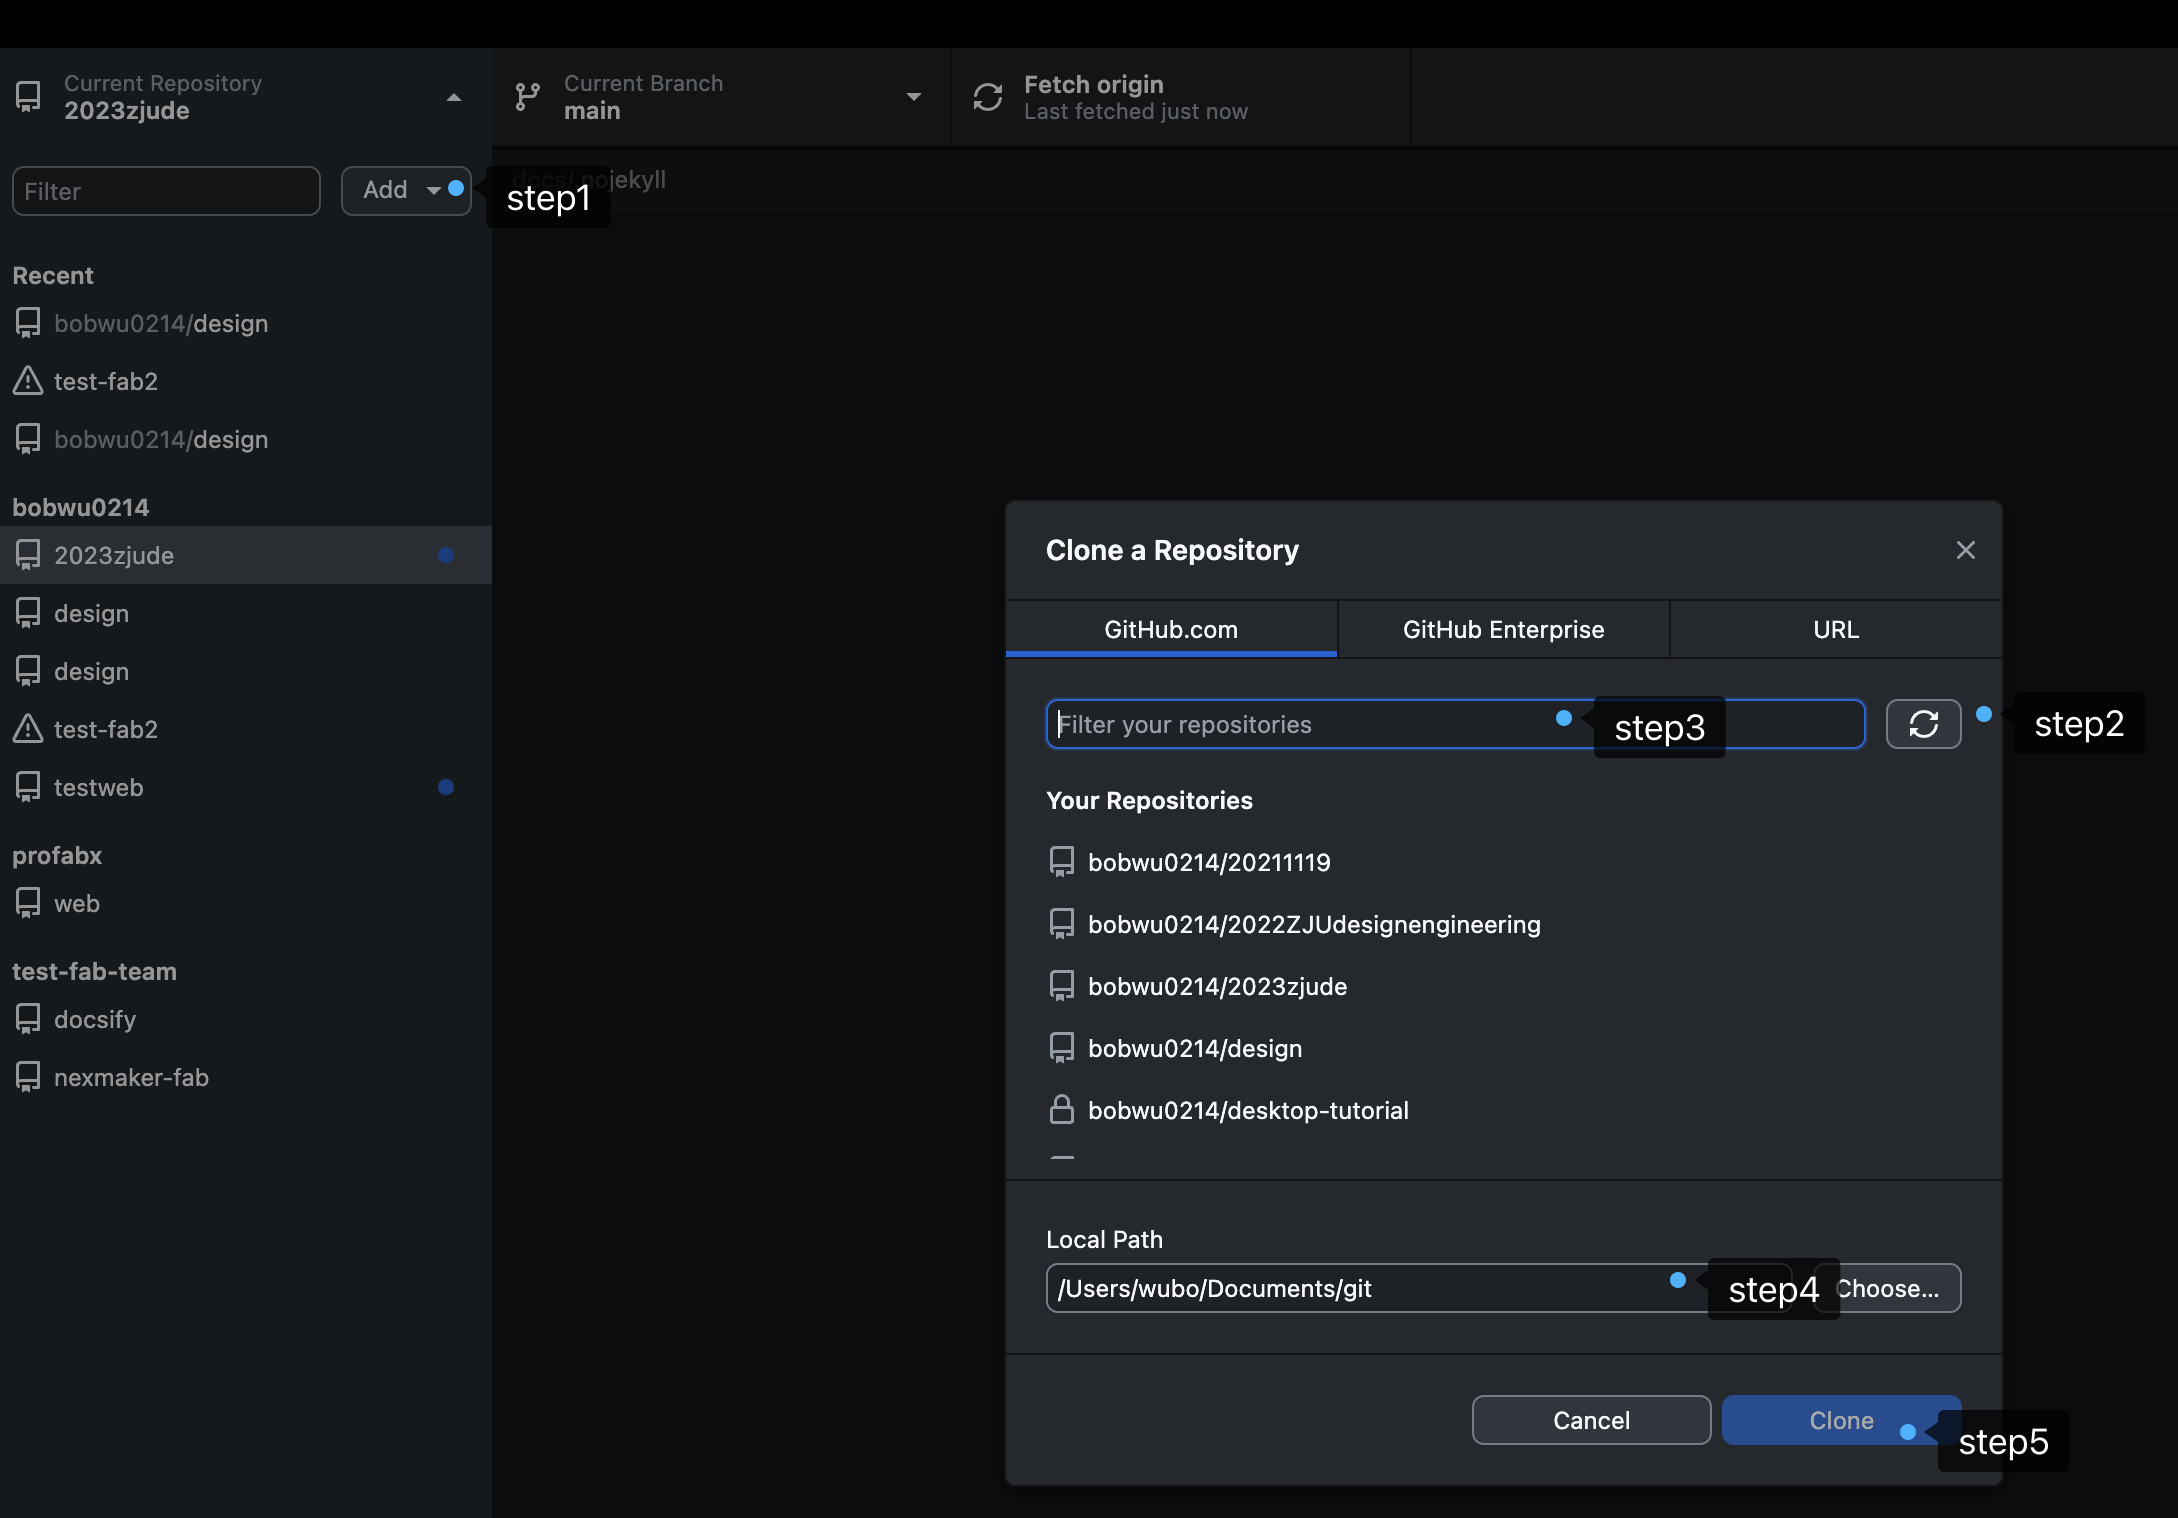 Current Repository
2023zjude
Current Branch
main
Fetch origin
Last fetched just now
Filter
Add
step1
docs/.nojekyll
Recent
bobwu0214/design
test-fab2
bobwu0214/design
bobwu0214
2023zjude
design
design
test-fab2
testweb
profabx
web
test-fab-team
docsify
nexmaker-fab
Clone a Repository
GitHub.com
GitHub Enterprise
URL
Filter your repositories
step3
step2
Your Repositories
bobwu0214/20211119
bobwu0214/2022ZJUdesignengineering
bobwu0214/2023zjude
bobwu0214/design
bobwu0214/desktop-tutorial
Local Path
/Users/wubo/Documents/git
step4
Choose...
Cancel
Clone
step5